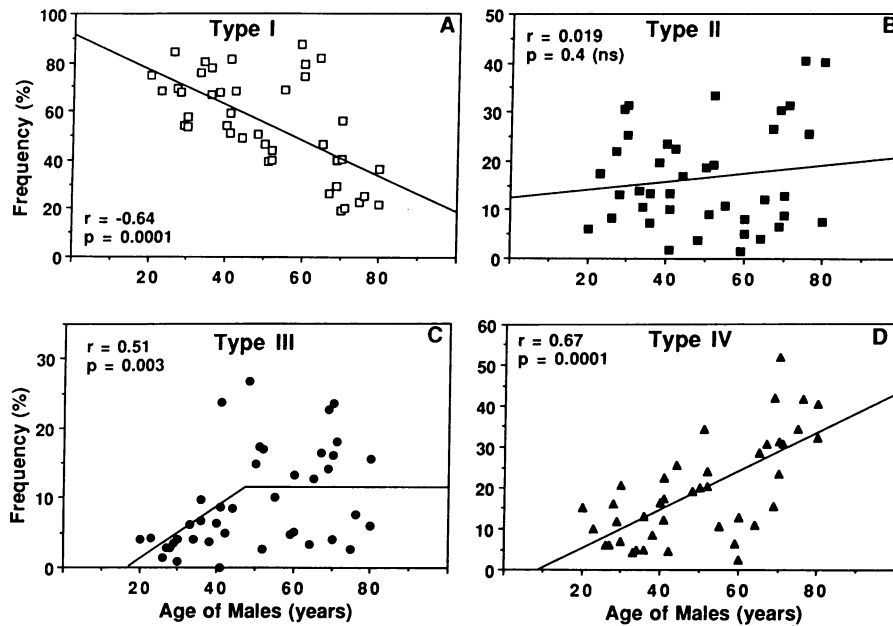 Type I
A
Frequency (%)
100
80
60
40
20
0
r = -0.64
p = 0.0001
20 40 60 80
Type II
B
r = 0.019
p = 0.4 (ns)
50
40
30
20
10
0
20 40 60 80
Type III
C
r = 0.51
p = 0.003
Frequency (%)
30
20
10
0
0 20 40 60 80
Age of Males (years)
Type IV
D
r = 0.67
p = 0.0001
60
50
40
30
20
10
0
20 40 60 80
Age of Males (years)